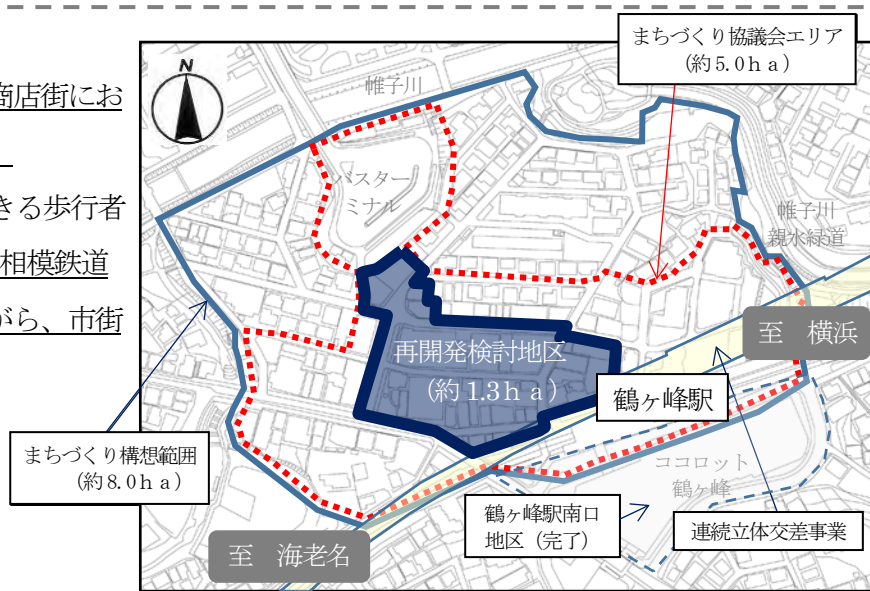 商店街にお
きる歩行者
相模鉄道
がら、市街
まちづくり協議会エリア
(約5.0ha)
N
帷子川
バスター
ミナル
帷子川
親水緑道
至 横浜
再開発検討地区
(約1.3ha)
鶴ヶ峰駅
まちづくり構想範囲
(約8.0ha)
ココロット
鶴ヶ峰
鶴ヶ峰駅南口
地区(完了)
連続立体交差事業
至 海老名